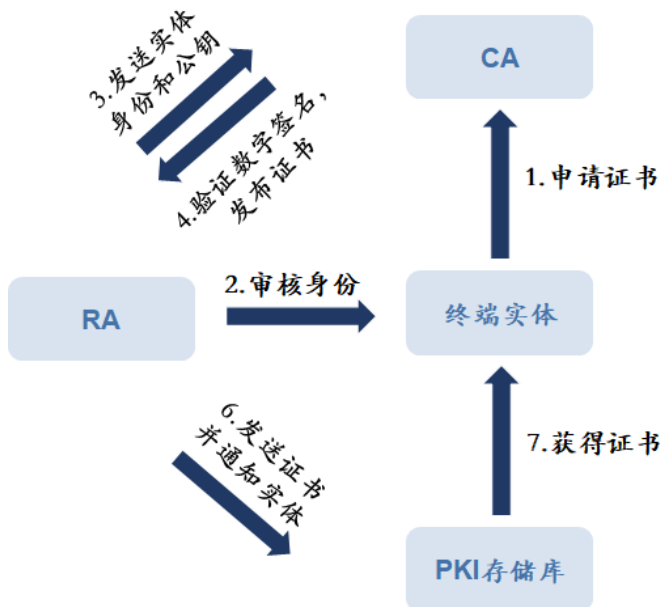 3.发送实体
身份和公钥
CA
4.验证数字签名，
发布证书
1.申请证书
2.审核身份
RA
终端实体
6.发送证书
并通知实体
7.获得证书
PKI存储库